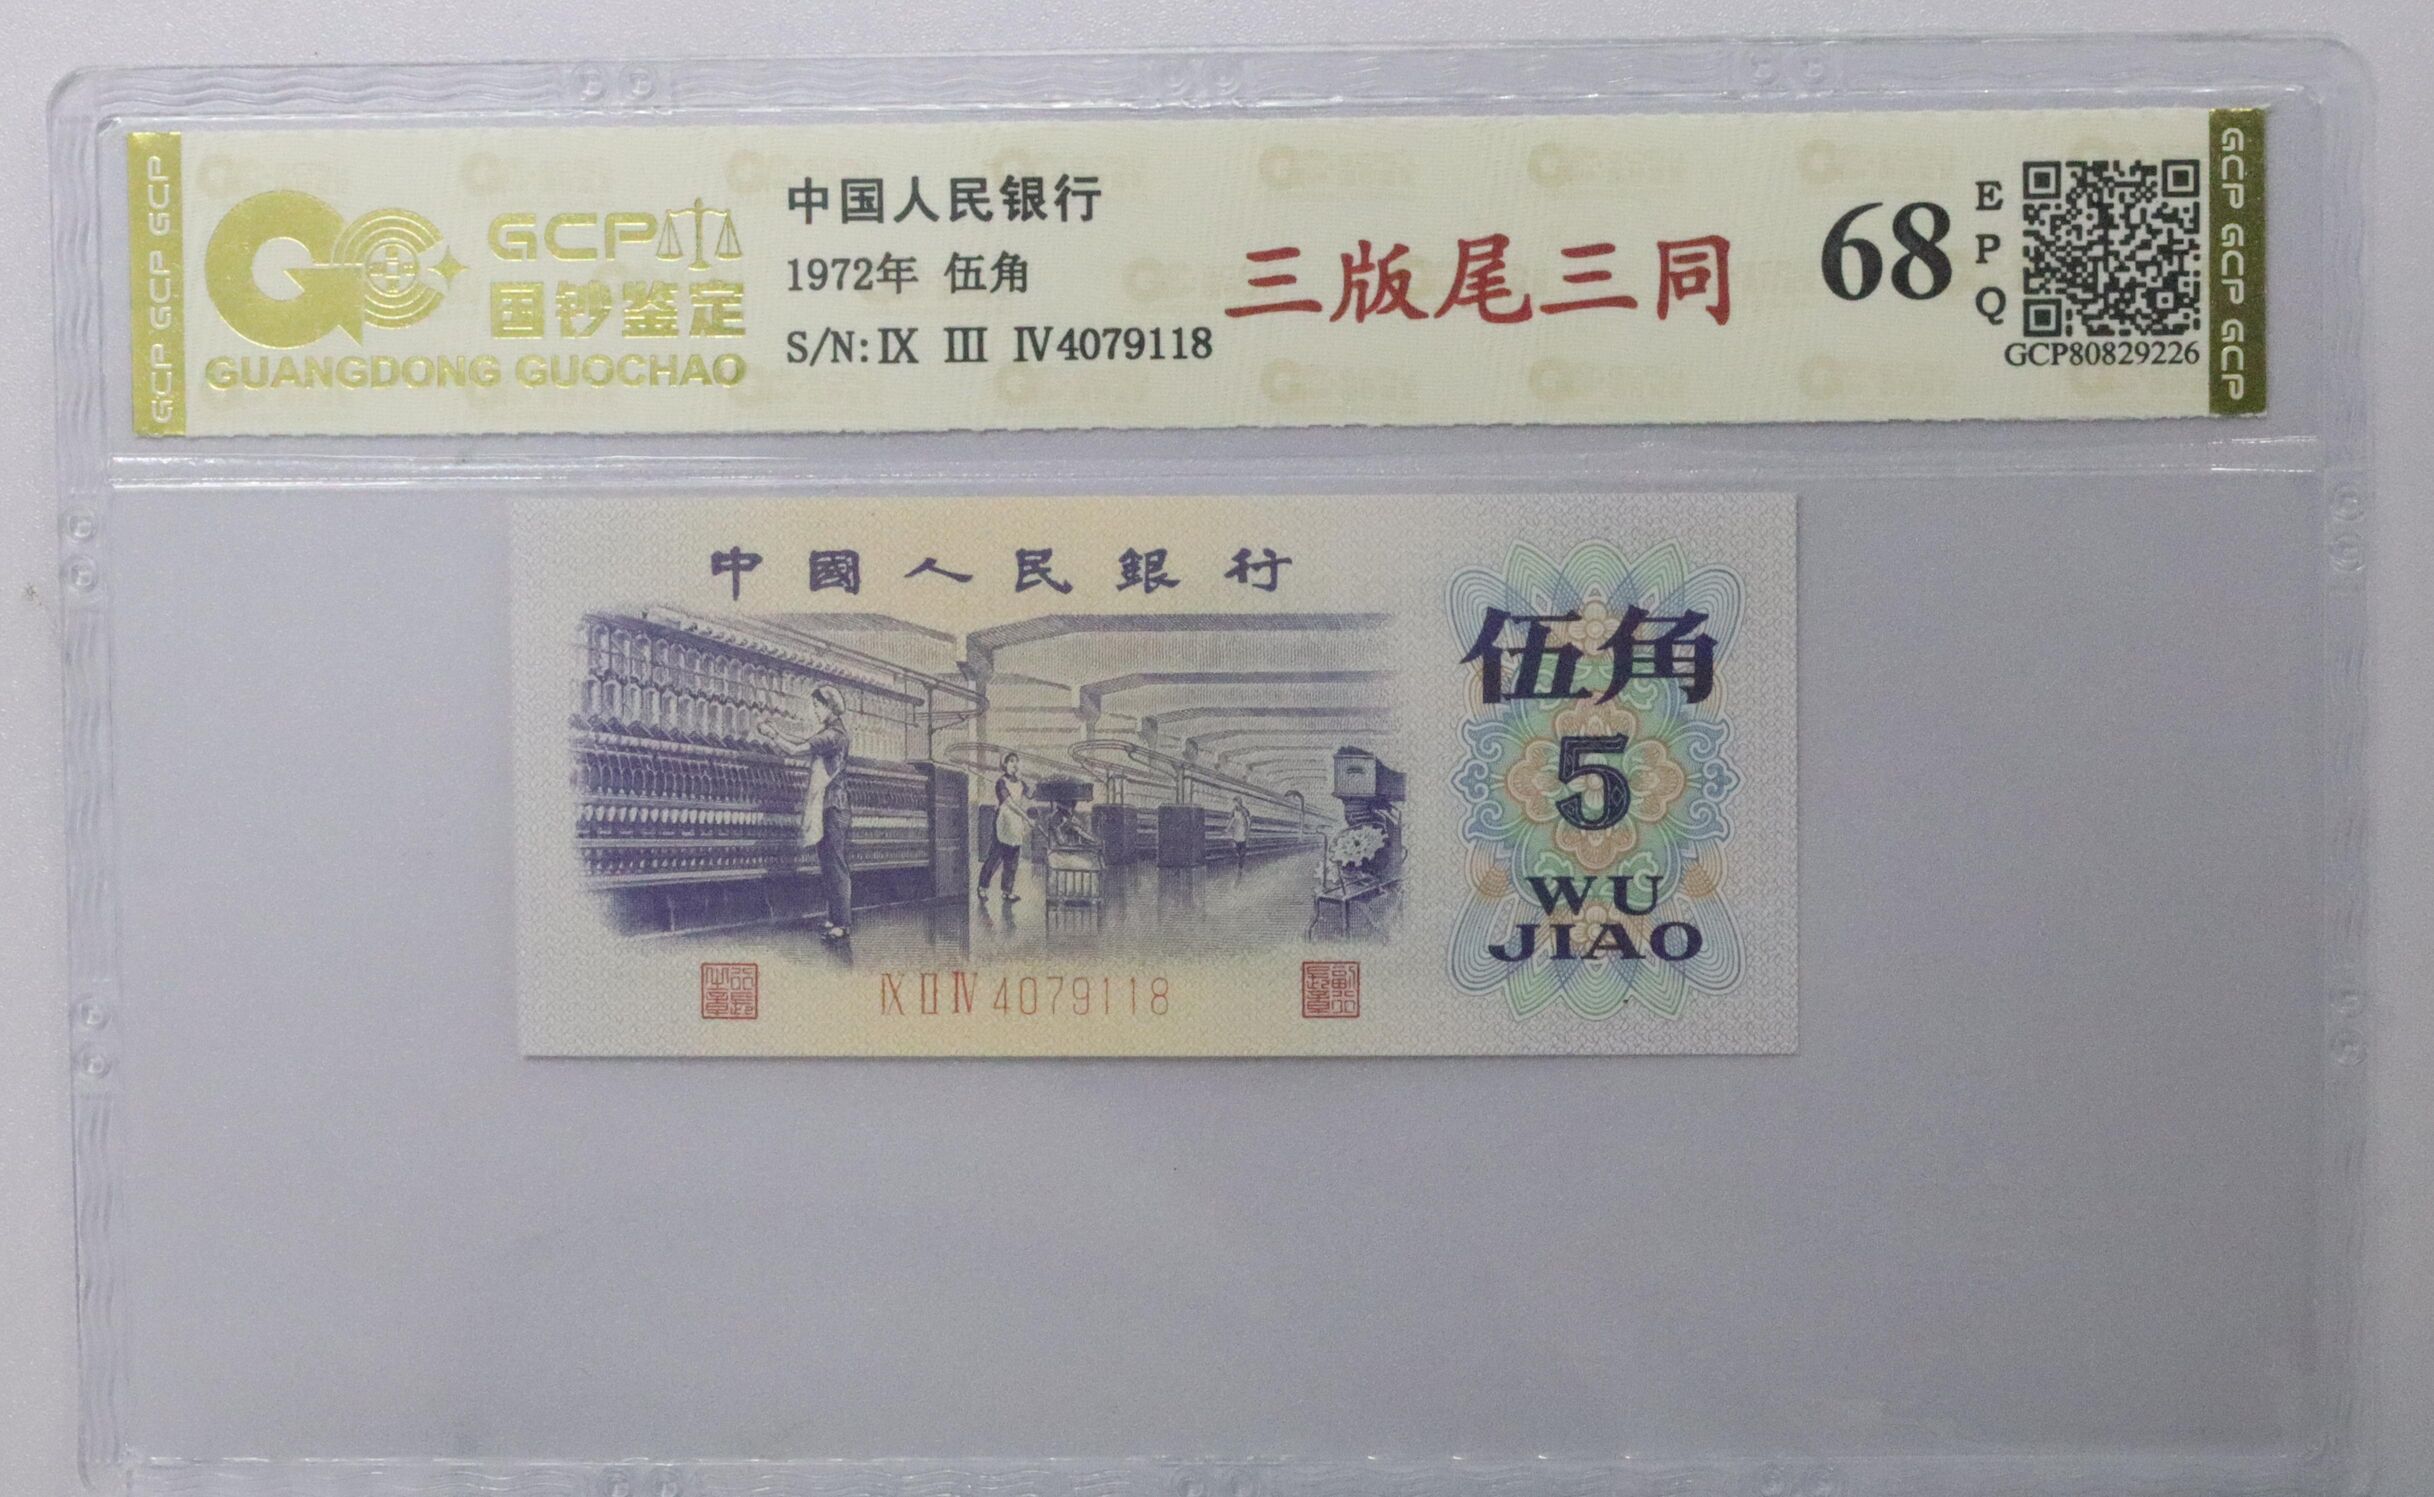 GCP GCP GCP
GCP
国钞鉴定
GUANGDONG GUOCHAO
中国人民银行
1972年 伍角
S/N: IX III IV4079118
三版尾三同
68
E
P
Q
GCP80829226
GCP GCP GCP
中國人民銀行
伍角
5
WU
JIAO
IX II IV 4079118